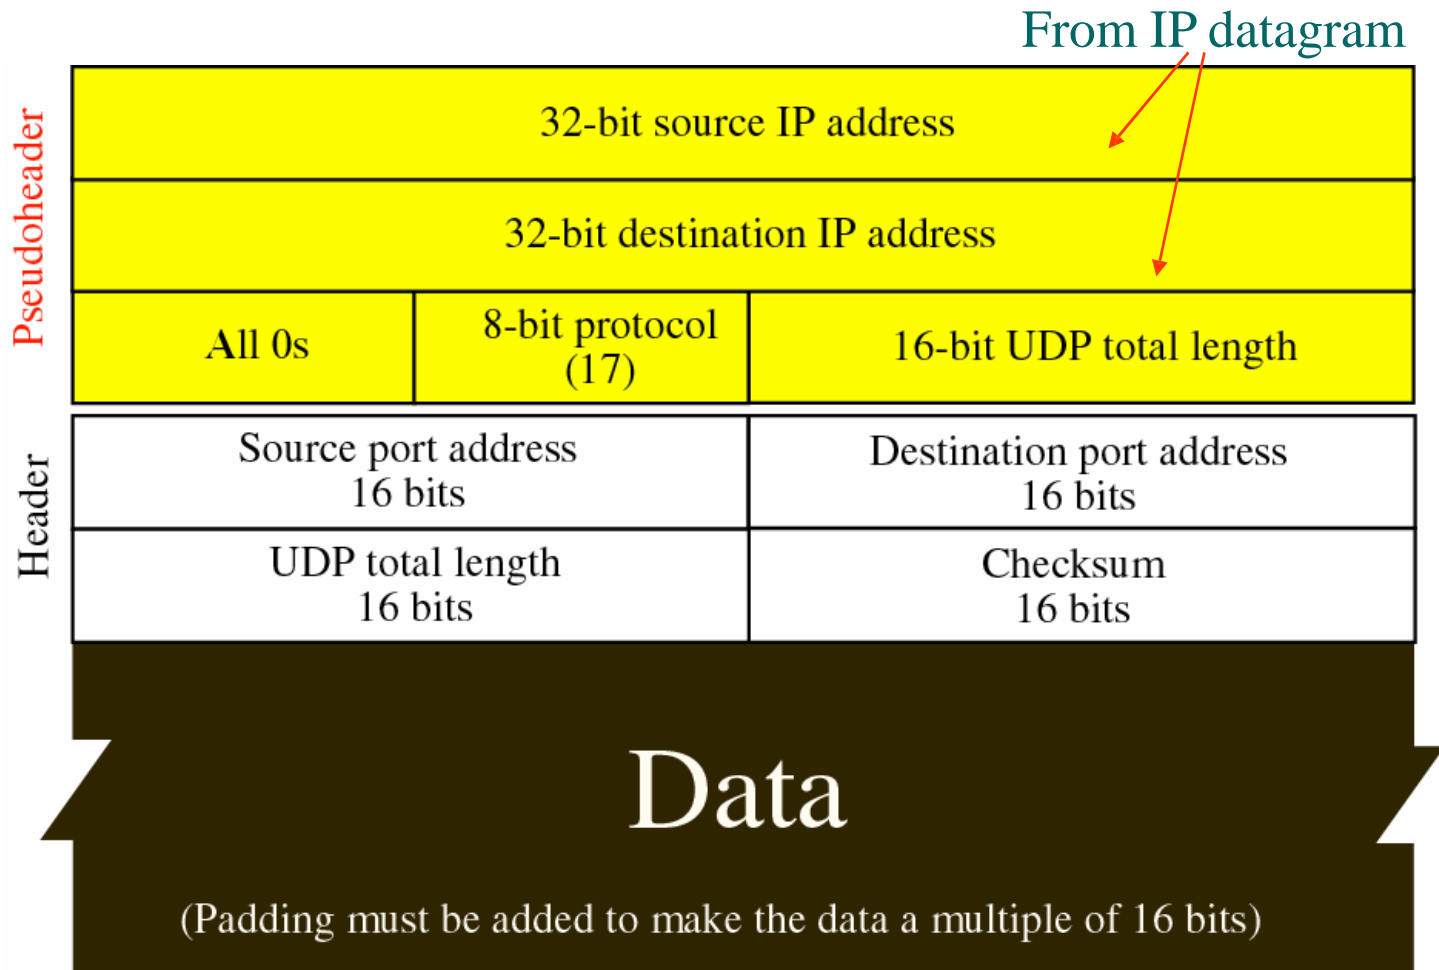 From IP datagram
Pseudoheader
32-bit source IP address
32-bit destination IP address
All 0s
8-bit protocol
(17)
16-bit UDP total length
Header
Source port address
16 bits
Destination port address
16 bits
UDP total length
16 bits
Checksum
16 bits
Data
(Padding must be added to make the data a multiple of 16 bits)